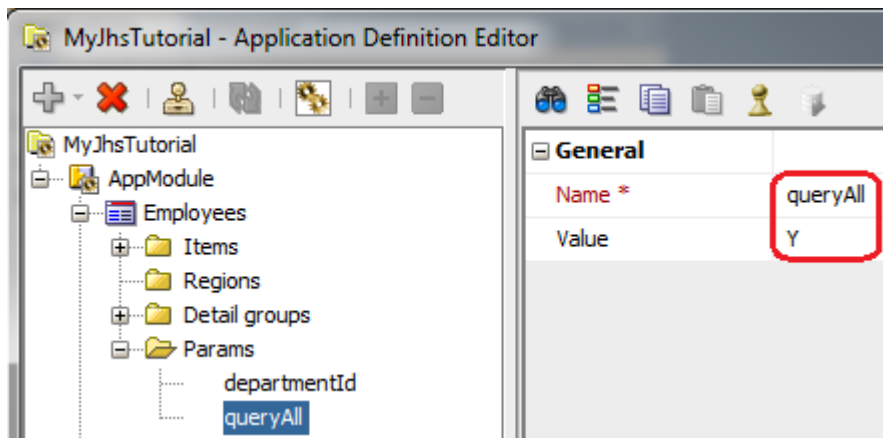 MyJhsTutorial - Application Definition Editor
MyJhsTutorial
AppModule
Employees
Items
Regions
Detail groups
Params
departmentId
queryAll
General
Name * queryAll
Value Y